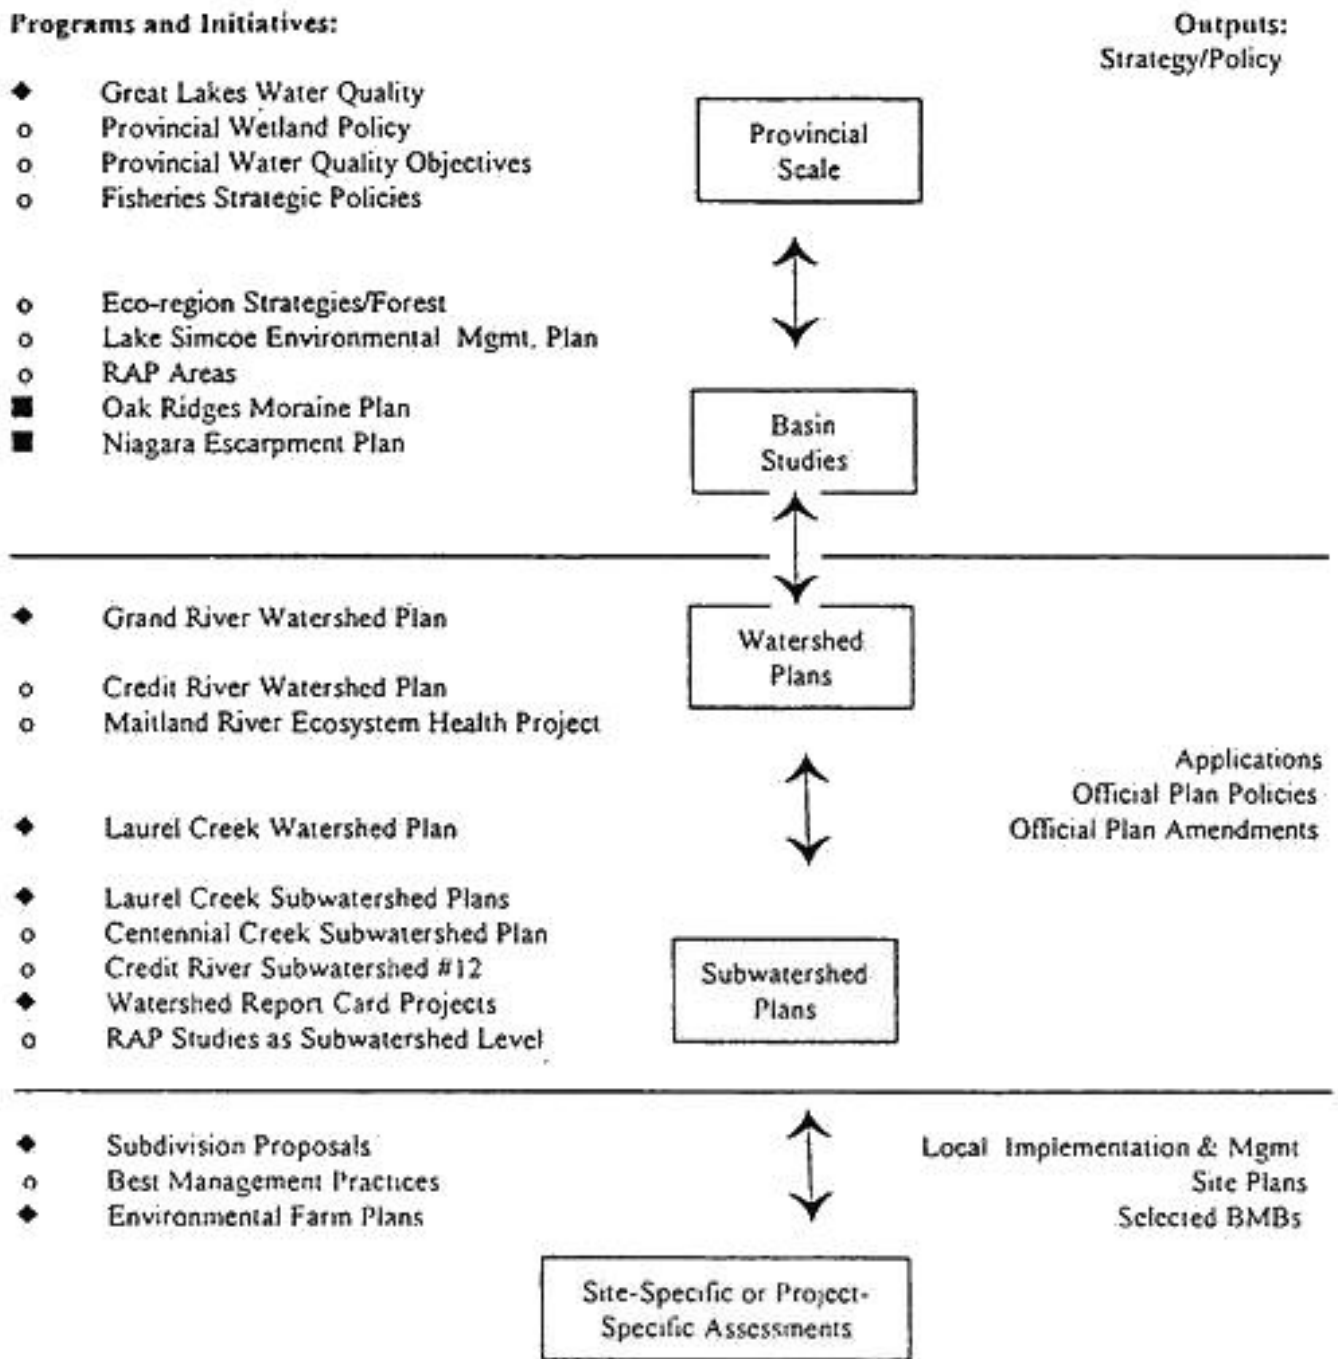 Programs and Initiatives:
Outputs:
Strategy/Policy
Great Lakes Water Quality
Provincial Wetland Policy
Provincial Water Quality Objectives
Fisheries Strategic Policies
Provincial
Scale
Eco-region Strategies/Forest
Lake Simcoe Environmental Mgmt. Plan
RAP Areas
Oak Ridges Moraine Plan
Niagara Escarpment Plan
Basin
Studies
Grand River Watershed Plan
Credit River Watershed Plan
Maitland River Ecosystem Health Project
Watershed
Plans
Applications
Official Plan Policies
Official Plan Amendments
Laurel Creek Watershed Plan
Laurel Creek Subwatershed Plans
Centennial Creek Subwatershed Plan
Credit River Subwatershed #12
Watershed Report Card Projects
RAP Studies as Subwatershed Level
Subwatershed
Plans
Subdivision Proposals
Best Management Practices
Environmental Farm Plans
Local Implementation & Mgmt
Site Plans
Selected BMBs
Site-Specific or Project-
Specific Assessments